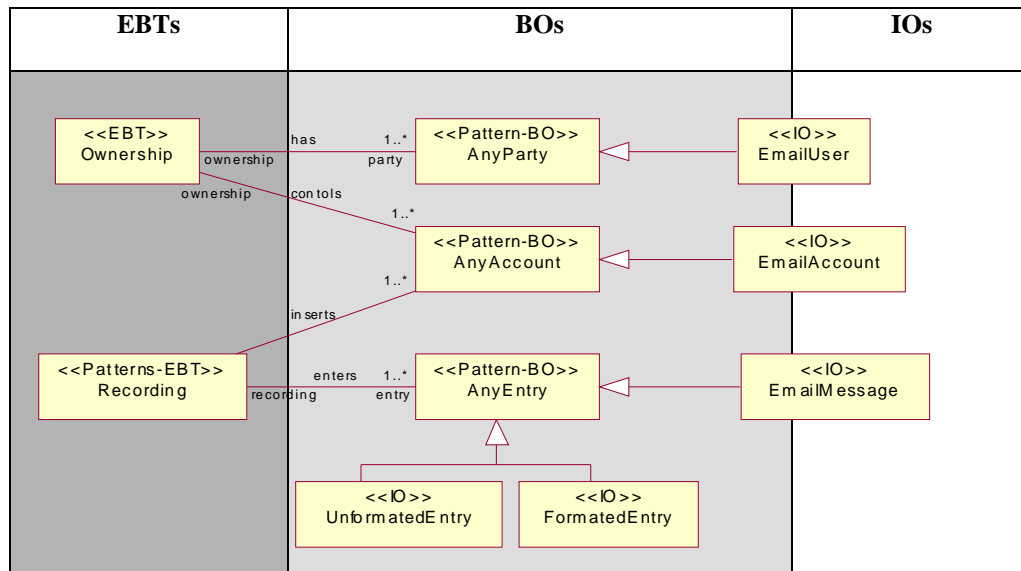 EBTs
BOs
IOs
<<EBT>>
Ownership
has
1..*
ownership
party
<<Pattern-BO>>
AnyParty
<<IO>>
EmailUser
ownership
contols
1..*
<<Pattern-BO>>
AnyAccount
<<IO>>
EmailAccount
1..*
inserts
<<Patterns-EBT>>
Recording
enters
1..*
recording
entry
<<Pattern-BO>>
AnyEntry
<<IO>>
EmailMessage
<<IO>>
UnformatedEntry
<<IO>>
FormatedEntry